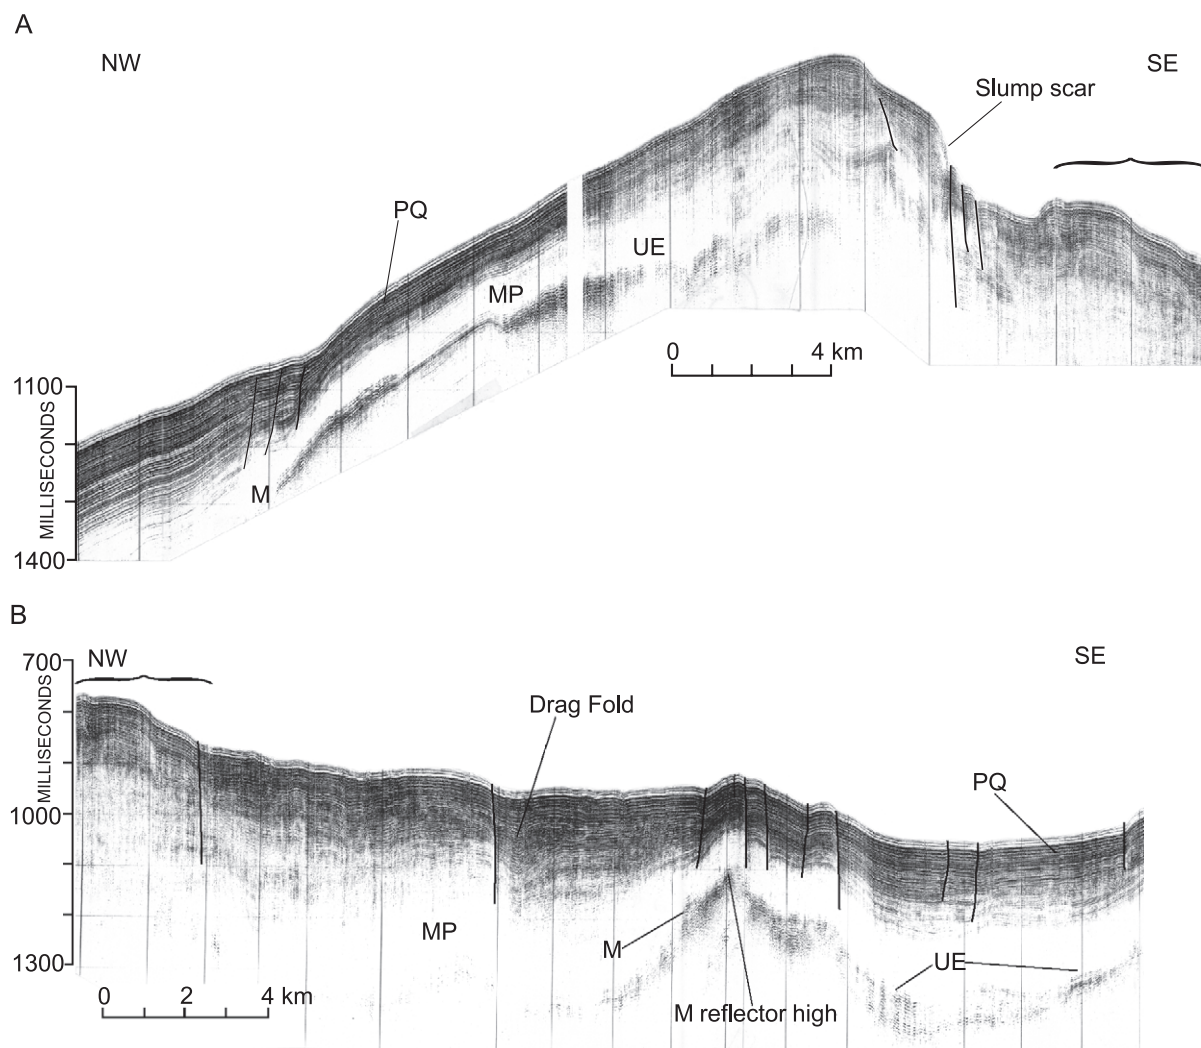 A
NW
SE
Slump scar
PQ
UE
MP
0 4 km
1100
MILLISECONDS
M
1400
B
700
NW
SE
MILLISECONDS
Drag Fold
PQ
1000
MP
M
UE
1300
0 2 4 km
M reflector high